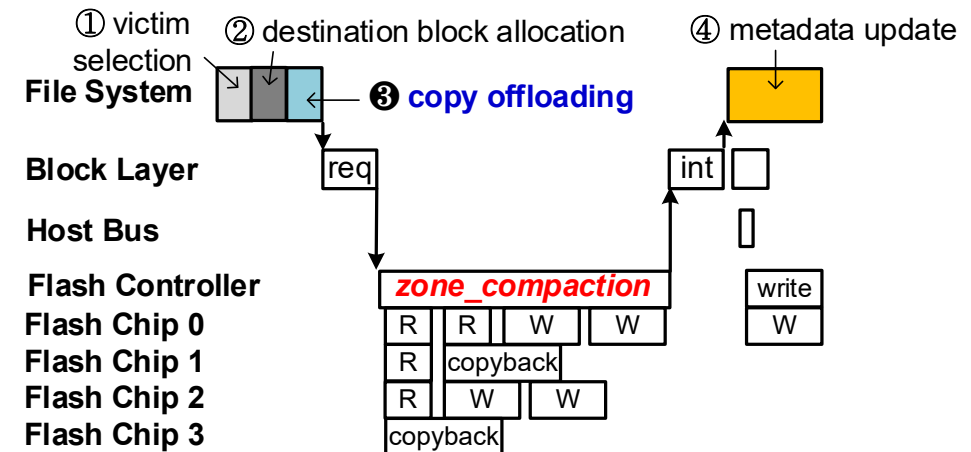 ① victim selection
② destination block allocation
④ metadata update
File System
❸ copy offloading
Block Layer
req
int
Host Bus
Flash Controller
zone_compaction
write
Flash Chip 0
R
R
W
W
W
Flash Chip 1
R
copyback
Flash Chip 2
R
W
W
Flash Chip 3
copyback